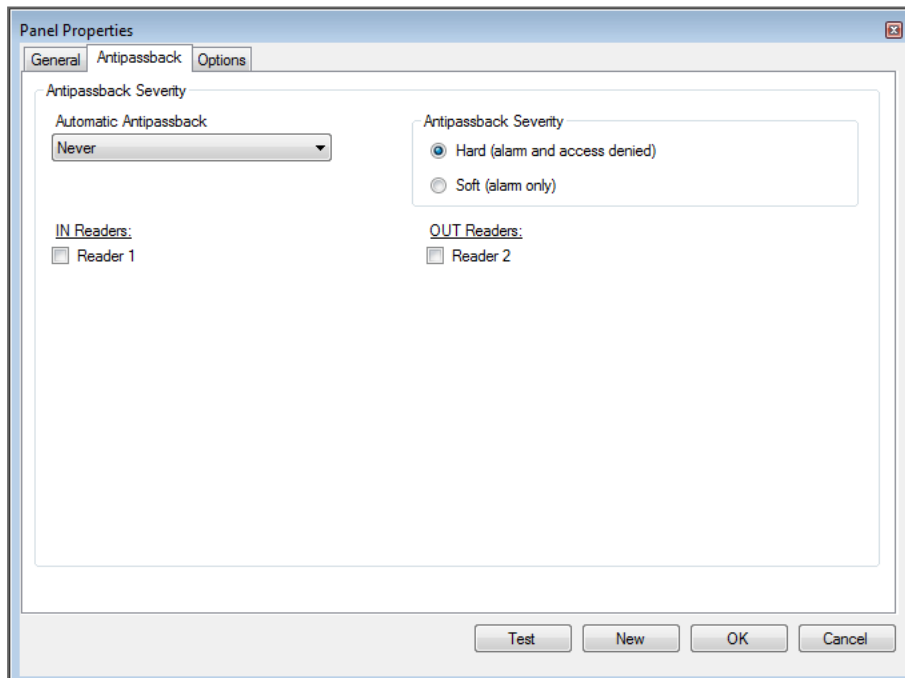 Panel Properties
General Antipassback Options
Antipassback Severity
Automatic Antipassback
Never
Antipassback Severity
Hard (alarm and access denied)
Soft (alarm only)
IN Readers:
Reader 1
OUT Readers:
Reader 2
Test New OK Cancel